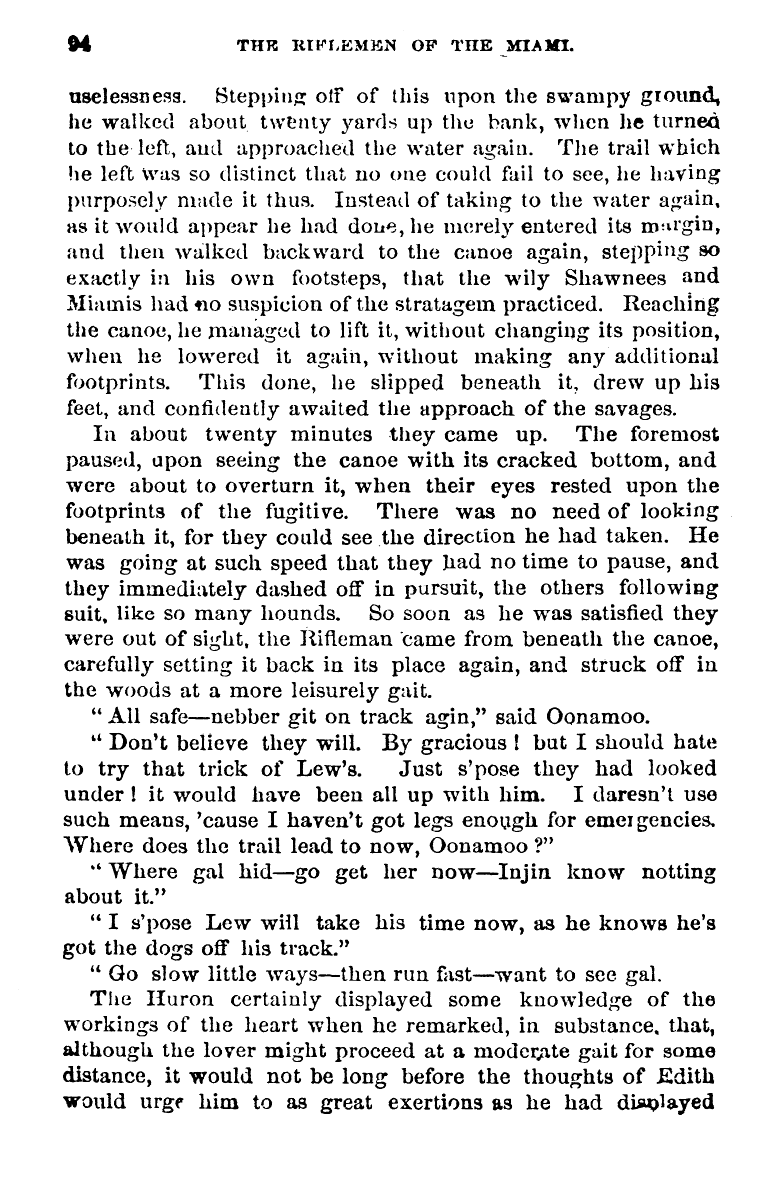 94 THE RIFLEMEN OF THE MIAMI.
uselessness. Stepping off of this upon the swampy ground,
he walked about twenty yards up the bank, when he turned
to the left, and approached the water again. The trail which
he left was so distinct that no one could fail to see, he having
purposely made it thus. Instead of taking to the water again,
as it would appear he had done, he merely entered its margin,
and then walked backward to the canoe again, stepping so
exactly in his own footsteps, that the wily Shawnees and
Miamis had no suspicion of the stratagem practiced. Reaching
the canoe, he managed to lift it, without changing its position,
when he lowered it again, without making any additional
footprints. This done, he slipped beneath it, drew up his
feet, and confidently awaited the approach of the savages.
In about twenty minutes they came up. The foremost
paused, upon seeing the canoe with its cracked bottom, and
were about to overturn it, when their eyes rested upon the
footprints of the fugitive. There was no need of looking
beneath it, for they could see the direction he had taken. He
was going at such speed that they had no time to pause, and
they immediately dashed off in pursuit, the others following
suit, like so many hounds. So soon as he was satisfied they
were out of sight, the Rifleman came from beneath the canoe,
carefully setting it back in its place again, and struck off in
the woods at a more leisurely gait.
“ All safe—nebber git on track agin,” said Oonamoo.
“ Don’t believe they will. By gracious ! but I should hate
to try that trick of Lew’s. Just s’pose they had looked
under ! it would have been all up with him. I daresn’t use
such means, ’cause I haven’t got legs enough for emergencies.
Where does the trail lead to now, Oonamoo ?”
“ Where gal hid—go get her now—Injin know notting
about it.”
“ I s’pose Lew will take his time now, as he knows he’s
got the dogs off his track.”
“ Go slow little ways—then run fast—want to see gal.
The Huron certainly displayed some knowledge of the
workings of the heart when he remarked, in substance, that,
although the lover might proceed at a moderate gait for some
distance, it would not be long before the thoughts of Edith
would urge him to as great exertions as he had displayed